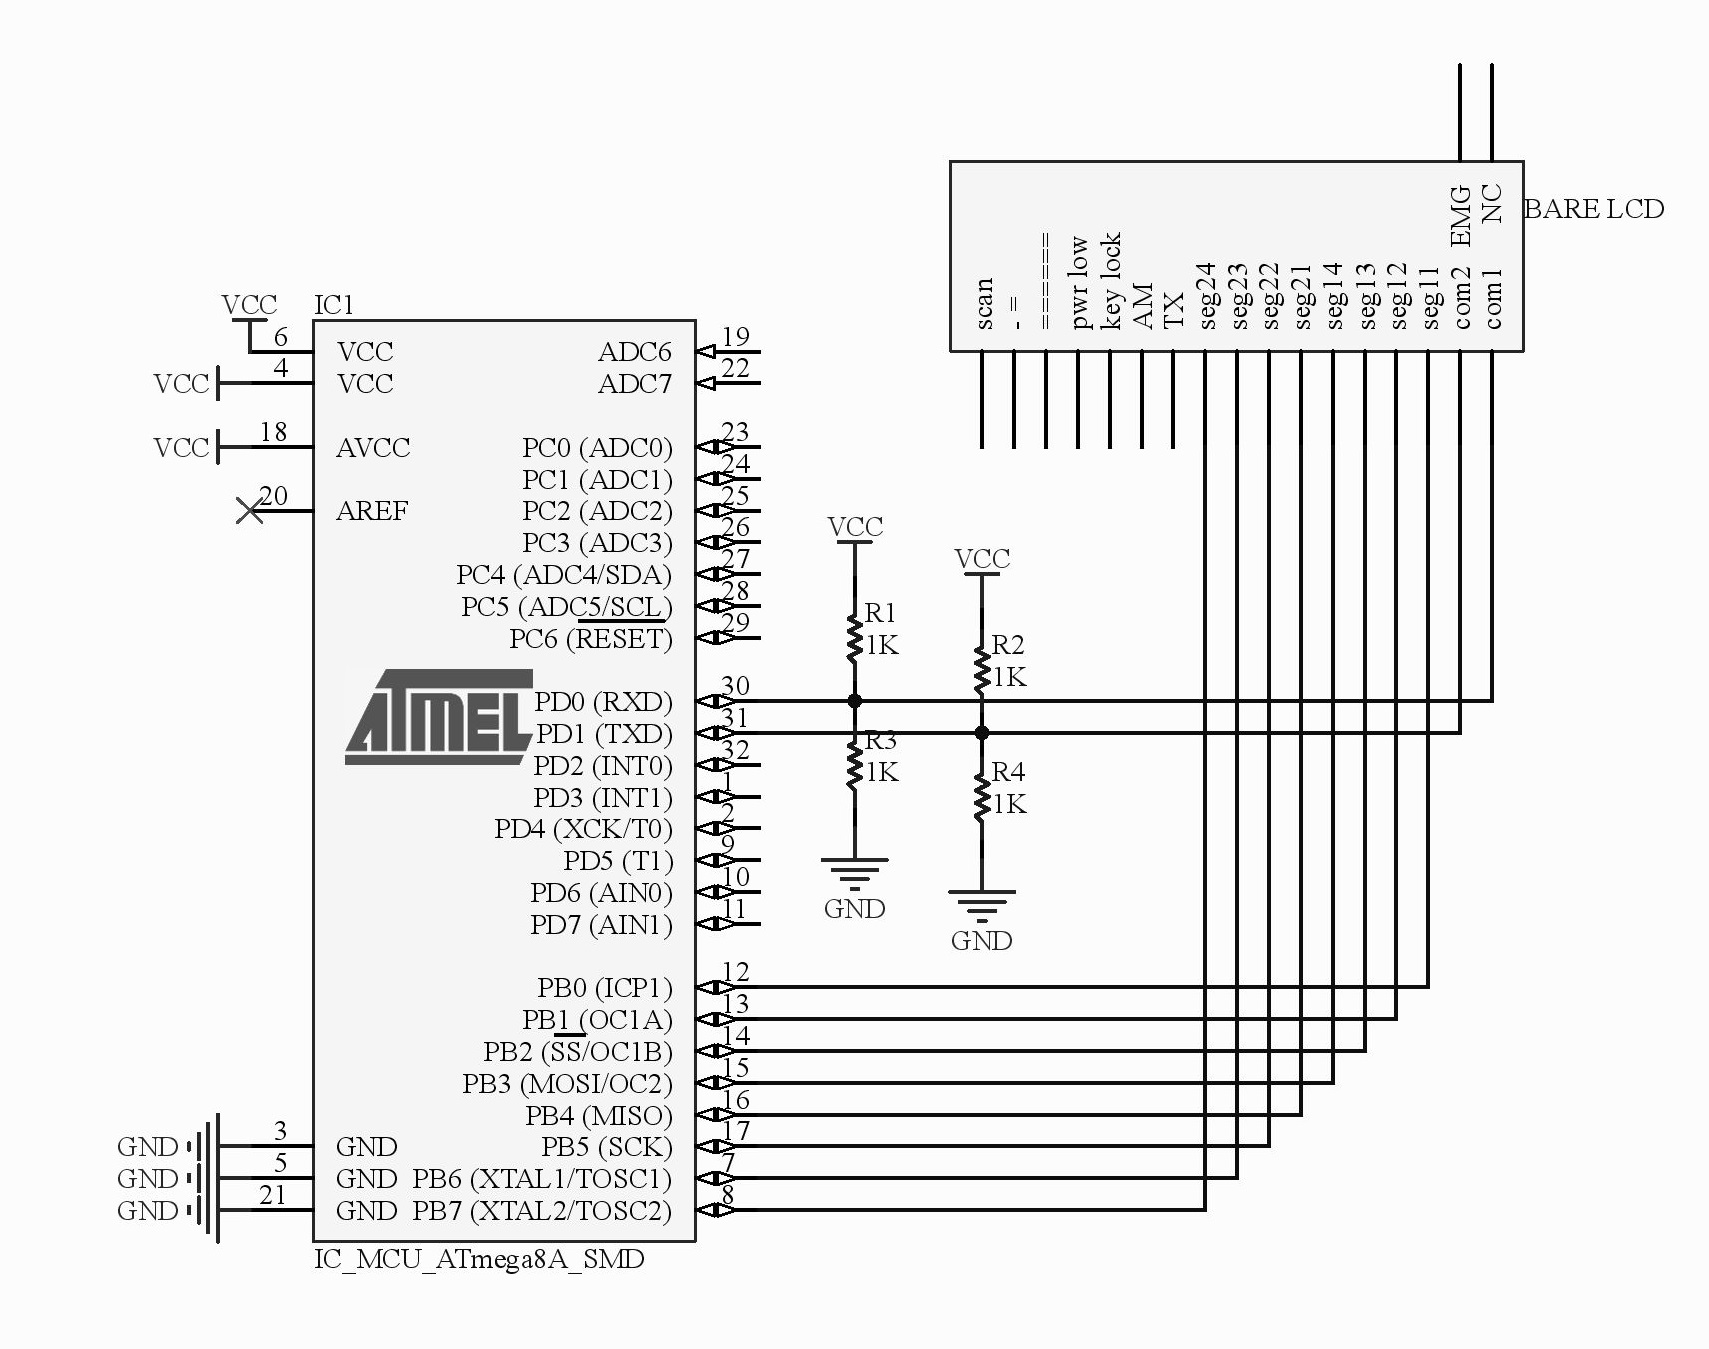 EMG
NC
BARE LCD
scan
- =
======
pwr low
key lock
AM
TX
seg24
seg23
seg22
seg21
seg14
seg13
seg12
seg11
com2
com1
VCC
IC1
6
VCC
ADC6
19
VCC
4
VCC
ADC7
22
VCC
18
AVCC
PC0 (ADC0)
23
PC1 (ADC1)
24
20
AREF
PC2 (ADC2)
25
PC3 (ADC3)
26
PC4 (ADC4/SDA)
27
PC5 (ADC5/SCL)
28
PC6 (RESET)
29
VCC
VCC
R1
1K
R2
1K
ATMEL
PD0 (RXD)
30
PD1 (TXD)
31
PD2 (INT0)
32
PD3 (INT1)
1
PD4 (XCK/T0)
2
PD5 (T1)
9
PD6 (AIN0)
10
PD7 (AIN1)
11
R3
1K
R4
1K
GND
GND
PB0 (ICP1)
12
PB1 (OC1A)
13
PB2 (SS/OC1B)
14
PB3 (MOSI/OC2)
15
PB4 (MISO)
16
GND
3
GND
PB5 (SCK)
17
GND
5
GND
PB6 (XTAL1/TOSC1)
7
GND
21
GND
PB7 (XTAL2/TOSC2)
8
IC_MCU_ATmega8A_SMD